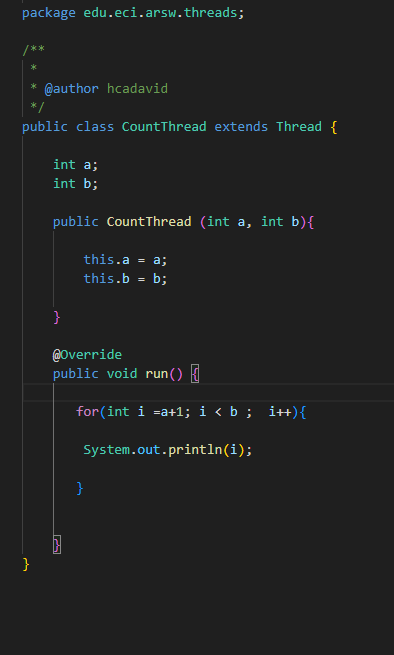 package edu.eci.arsw.threads;
/**
 *
 * @author hcadavid
 */
public class CountThread extends Thread {
    int a;
    int b;
    public CountThread (int a, int b){
        this.a = a;
        this.b = b;
    }
    @Override
    public void run() {
       for(int i =a+1; i < b ;  i++){
        System.out.println(i);
       }
    }
}